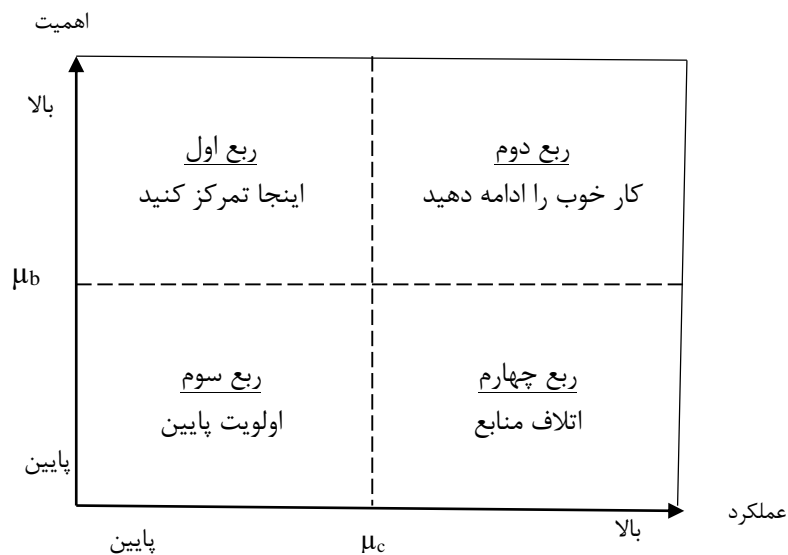 اهمیت
بالا
ربع اول
اینجا تمرکز کنید
ربع دوم
کار خوب را ادامه دهید
μb
ربع سوم
اولویت پایین
ربع چهارم
اتلاف منابع
پایین
عملکرد
بالا
μc
پایین